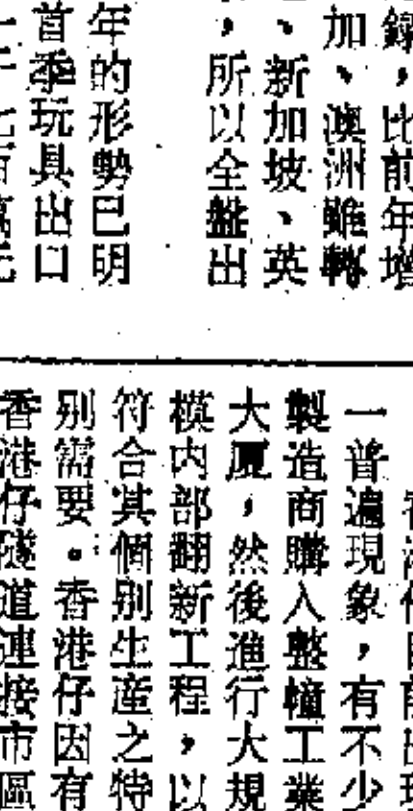 鐮，比前年增
加、澳洲雖轉
、新加坡、英
，所以全盤出
年的形勢已明
首季玩具出口
一普遍現象，有不少
製造商購入整幢工業
大厦，然後進行大規
模內部翻新工程，以
符合其個別生産之特
別需要。香港仔因有
香港仔隧道連接市區